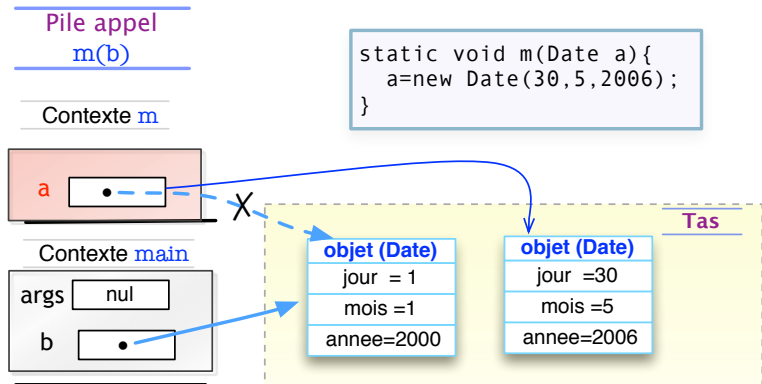 Pile appel
m(b)
static void m(Date a){
a=new Date(30,5,2006);
}
Contexte m
a
Tas
Contexte main
args nul
b
objet (Date)
jour = 1
mois =1
annee=2000
objet (Date)
jour =30
mois =5
annee=2006